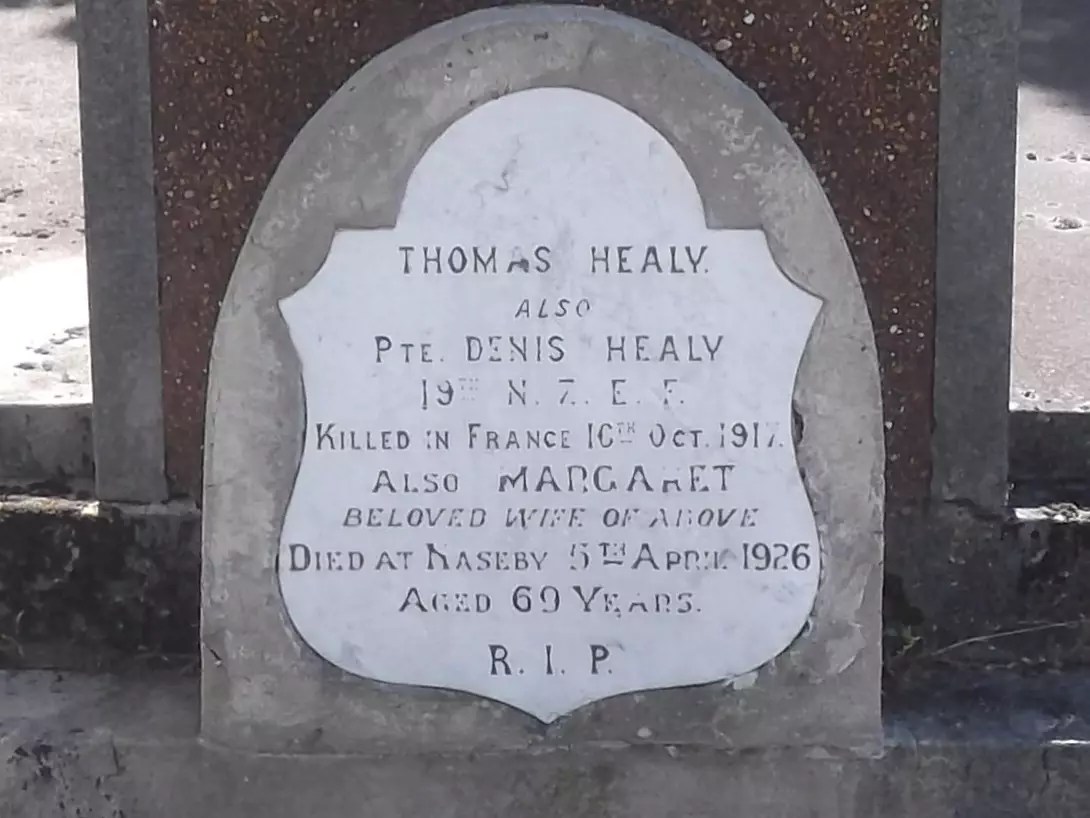 THOMAS HEALY.
ALSO
PTE. DENIS HEALY
19TH N. Z. E. F.
KILLED IN FRANCE OCT. 1917.
ALSO MARGARET
BELOVED WIFE OF ABOVE
DIED AT NASEBY 5TH APRIL 1926
AGED 69 YEARS.
R. I. P.